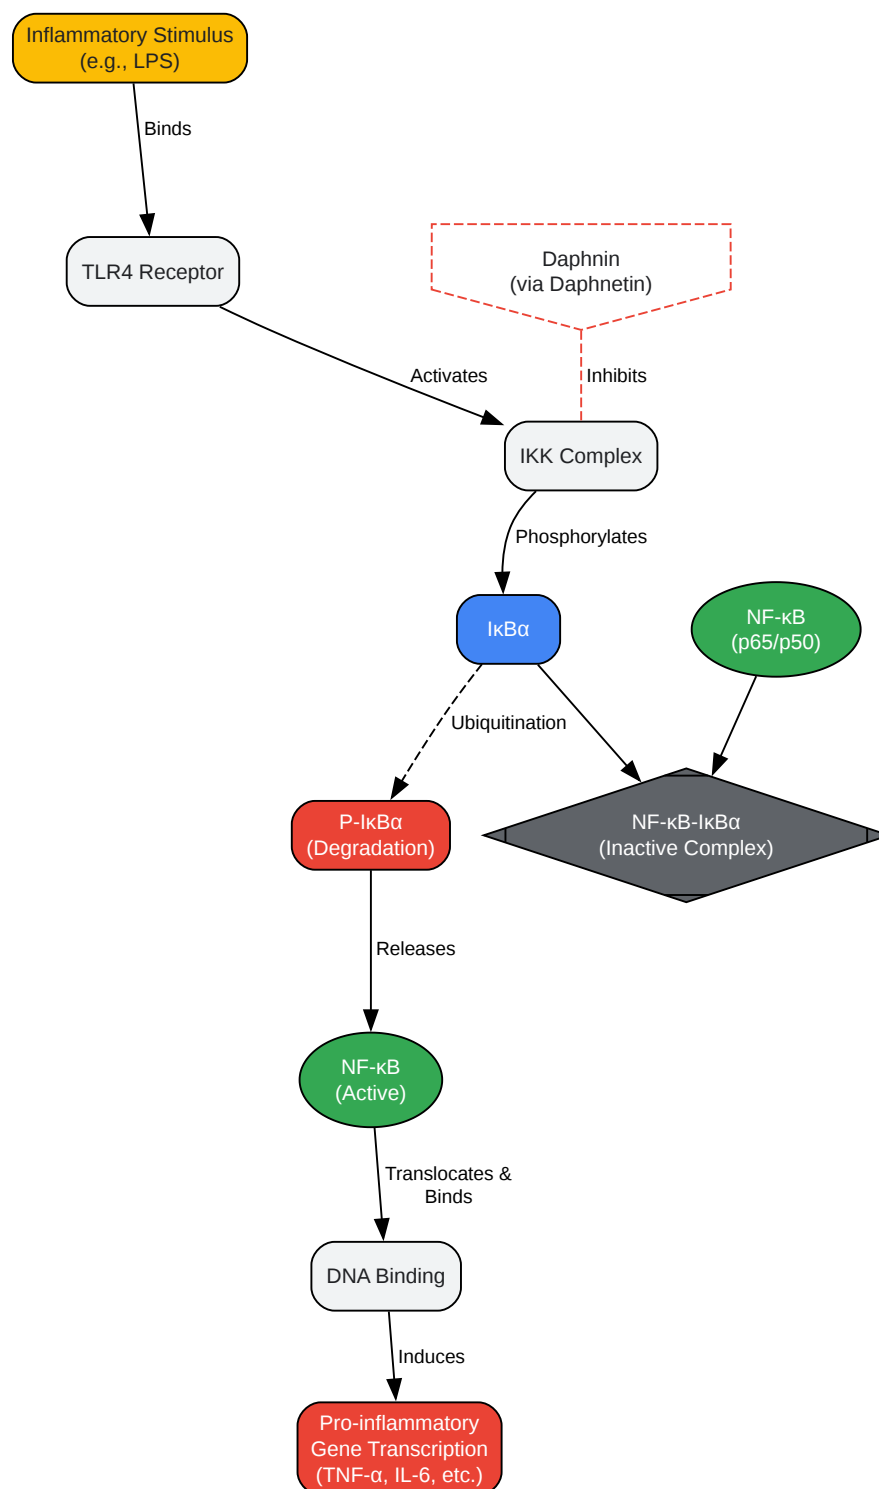 Inflammatory Stimulus
(e.g., LPS)
Binds
TLR4 Receptor
Daphnin
(via Daphnetin)
Activates
Inhibits
IKK Complex
Phosphorylates
IκBα
NF-κB
(p65/p50)
Ubiquitination
P-IκBα
(Degradation)
NF-κB-IκBα
(Inactive Complex)
Releases
NF-κB
(Active)
Translocates &
Binds
DNA Binding
Induces
Pro-inflammatory
Gene Transcription
(TNF-α, IL-6, etc.)